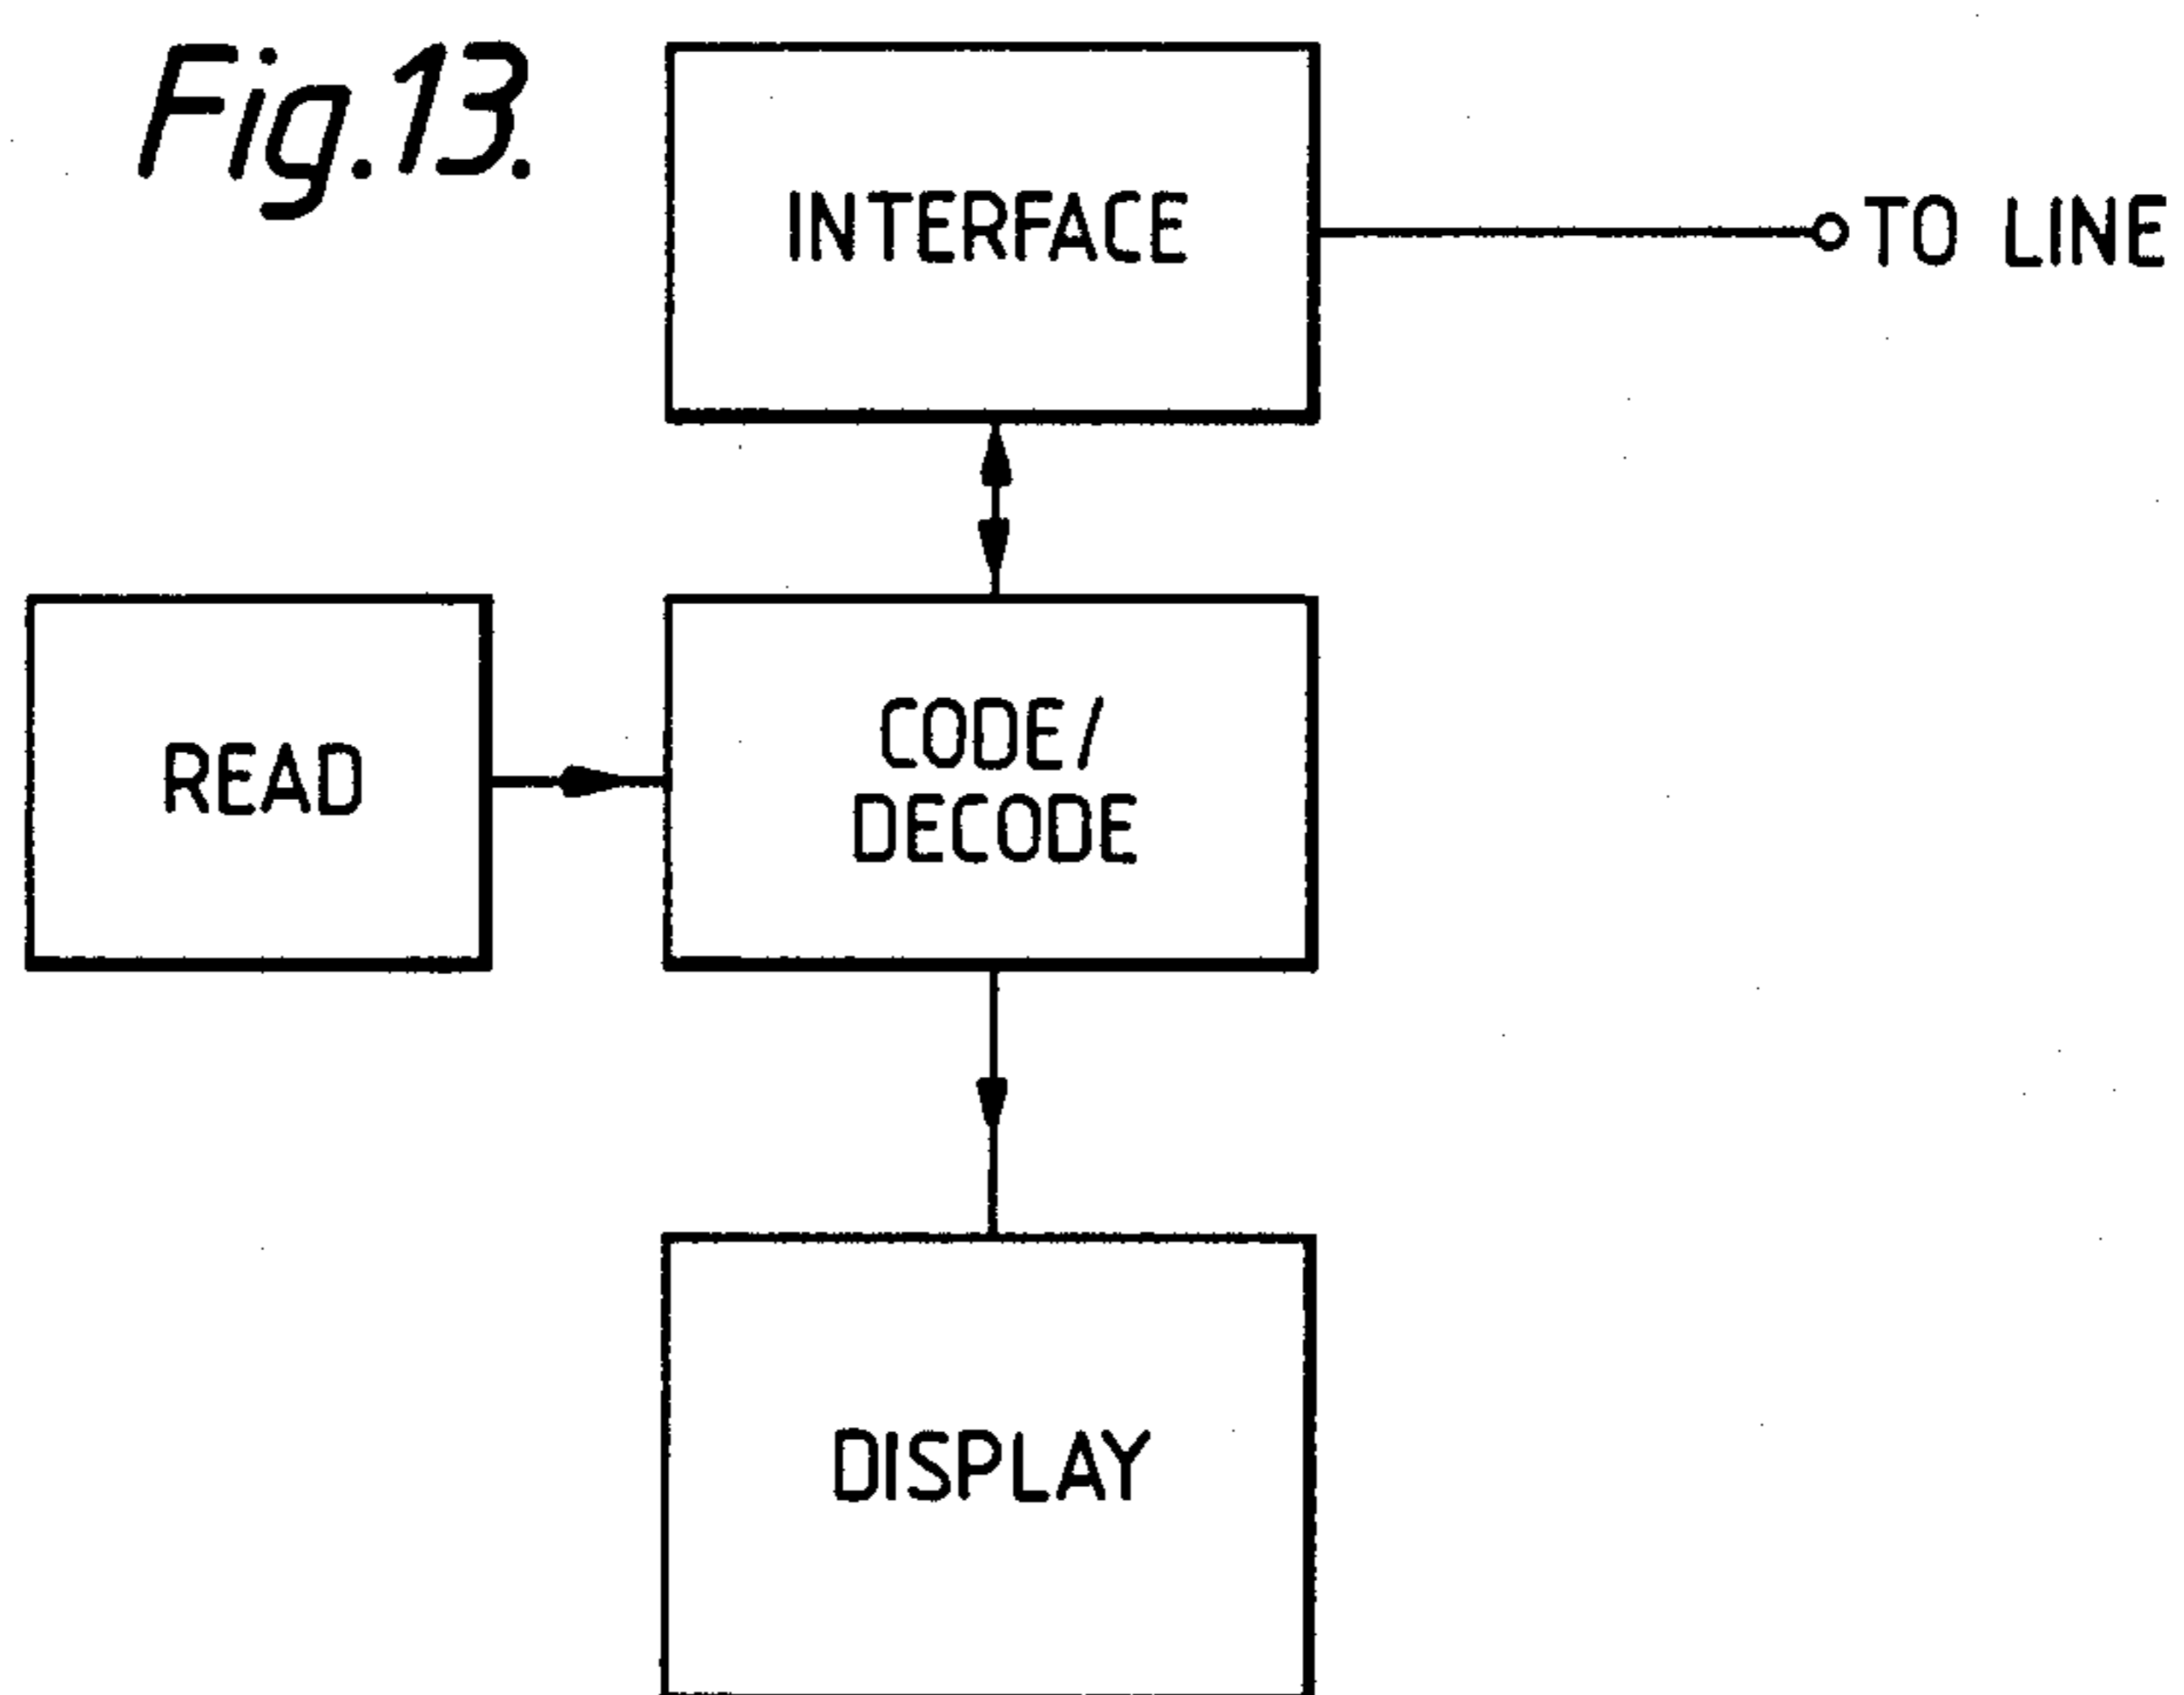 Fig.13.
INTERFACE
TO LINE
READ
CODE/
DECODE
DISPLAY